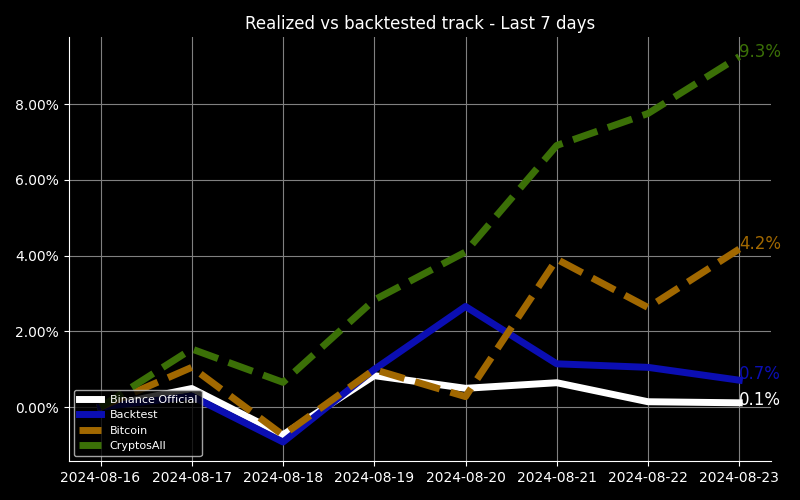 Realized vs backtested track - Last 7 days
9.3%
8.00%
6.00%
4.2%
4.00%
2.00%
0.7%
0.1%
0.00%
Binance Official
Backtest
Bitcoin
CryptosAll
2024-08-16 2024-08-17 2024-08-18 2024-08-19 2024-08-20 2024-08-21 2024-08-22 2024-08-23